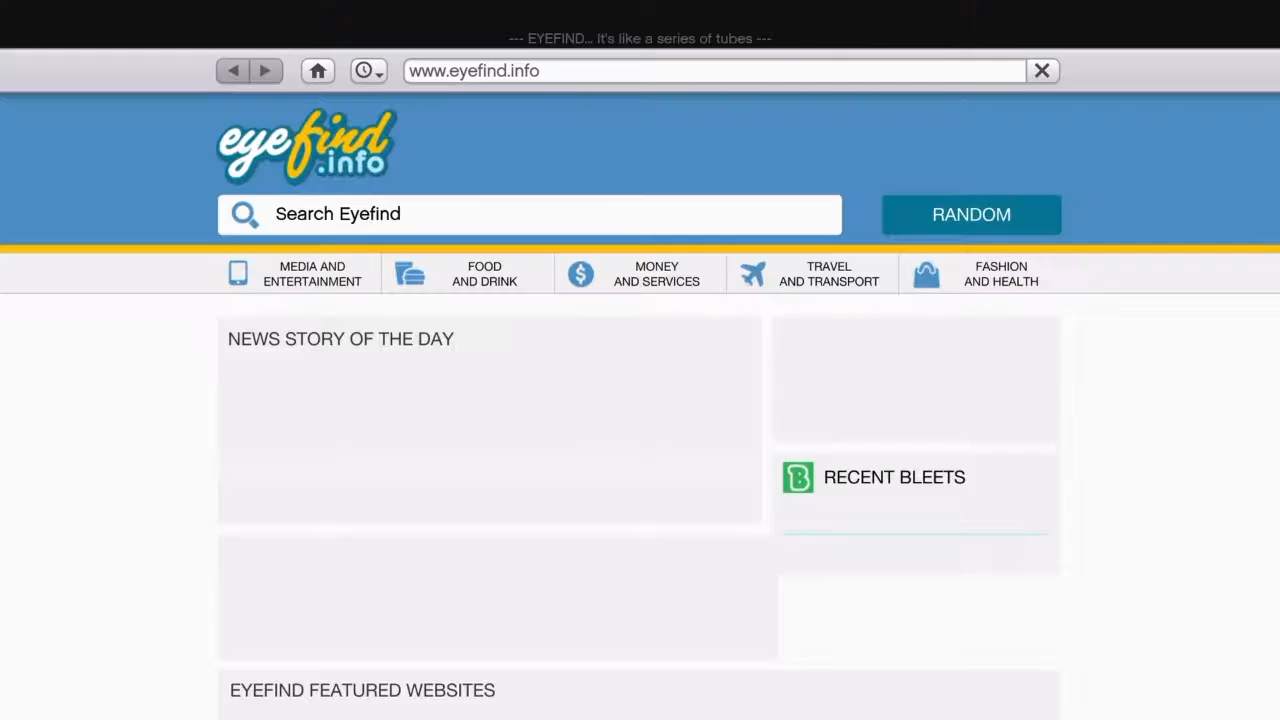 --- EYEFIND... It's like a series of tubes ---
www.eyefind.info
eyefind
.info
Search Eyefind
RANDOM
MEDIA AND
ENTERTAINMENT
FOOD
AND DRINK
MONEY
AND SERVICES
TRAVEL
AND TRANSPORT
FASHION
AND HEALTH
NEWS STORY OF THE DAY
B RECENT BLEETS
EYEFIND FEATURED WEBSITES